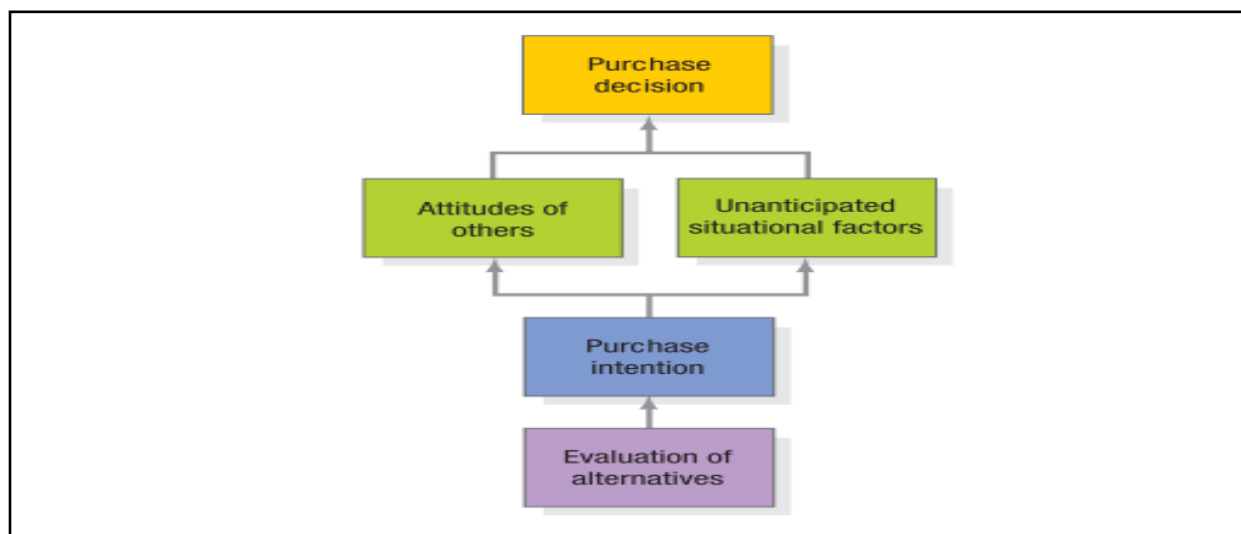 Purchase
decision
Attitudes of
others
Unanticipated
situational factors
Purchase
intention
Evaluation of
alternatives